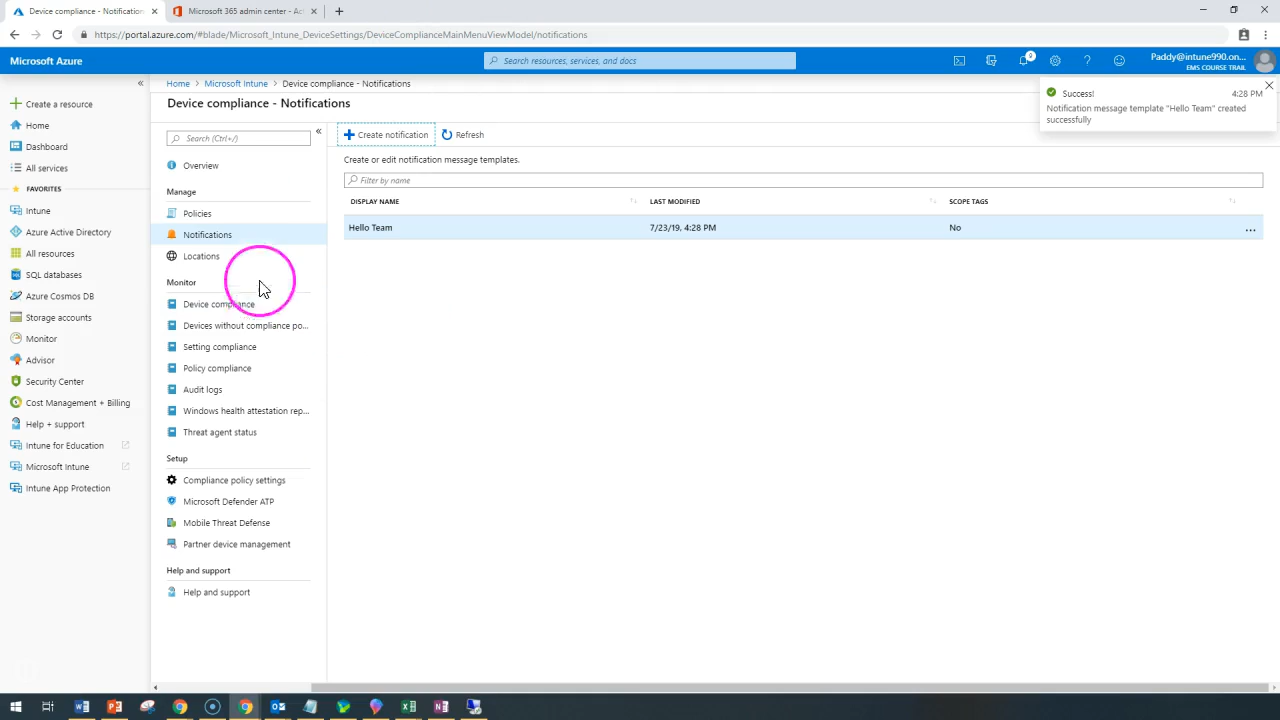 Device compliance - Notification
Microsoft 365 admin center - Ac
https://portal.azure.com/#blade/Microsoft_Intune_DeviceSettings/DeviceComplianceMainMenuViewModel/notifications
Microsoft Azure
Search resources, services, and docs
9
Paddy@intune990.on...
EMS COURSE TRAIL
Create a resource
Home
Dashboard
All services
FAVORITES
Intune
Azure Active Directory
All resources
SQL databases
Azure Cosmos DB
Storage accounts
Monitor
Advisor
Security Center
Cost Management + Billing
Help + support
Intune for Education
Microsoft Intune
Intune App Protection
Home > Microsoft Intune > Device compliance - Notifications
Device compliance - Notifications
Search (Ctrl+/)
Overview
Manage
Policies
Notifications
Locations
Monitor
Device compliance
Devices without compliance po...
Setting compliance
Policy compliance
Audit logs
Windows health attestation rep...
Threat agent status
Setup
Compliance policy settings
Microsoft Defender ATP
Mobile Threat Defense
Partner device management
Help and support
Help and support
Create notification
Refresh
Create or edit notification message templates.
Filter by name
DISPLAY NAME LAST MODIFIED SCOPE TAGS
Hello Team 7/23/19, 4:28 PM No ...
Success! 4:28 PM
Notification message template "Hello Team" created
successfully